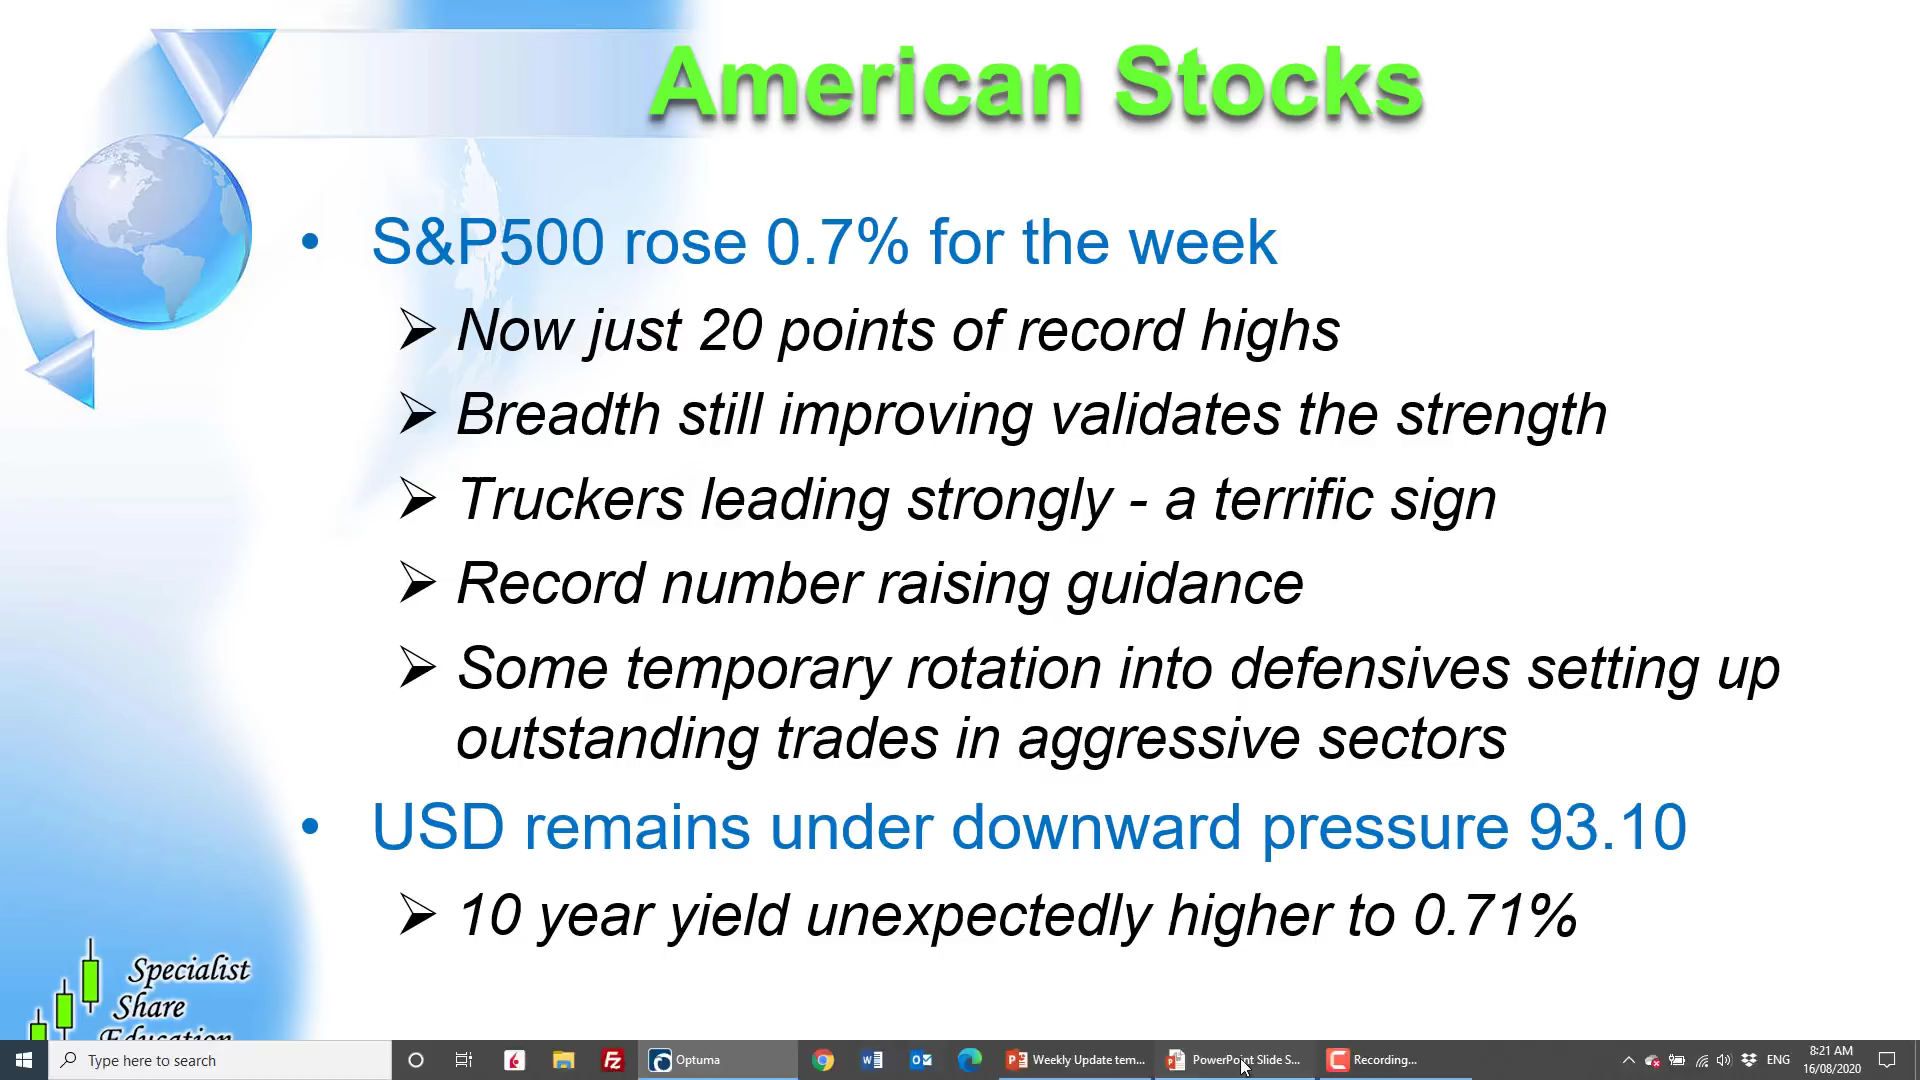 American Stocks
• S&P500 rose 0.7% for the week
➢ Now just 20 points of record highs
➢ Breadth still improving validates the strength
➢ Truckers leading strongly - a terrific sign
➢ Record number raising guidance
➢ Some temporary rotation into defensives setting up
outstanding trades in aggressive sectors
• USD remains under downward pressure 93.10
➢ 10 year yield unexpectedly higher to 0.71%
Specialist
Share
Education
Type here to search
Optuma
Weekly Update tem...
PowerPoint Slide S...
Recording...
ENG
8:21 AM
16/08/2020